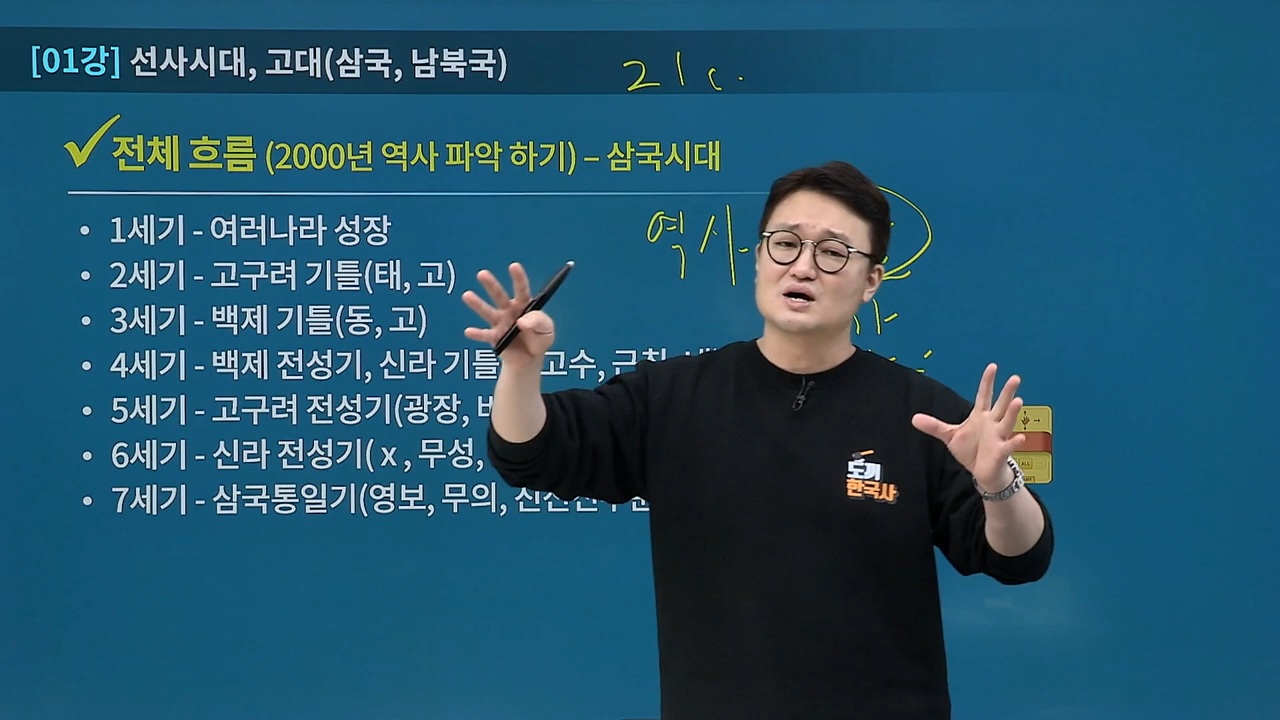 [01강] 선사시대, 고대(삼국, 남북국)
21c.
전체 흐름 (2000년 역사 파악 하기) – 삼국시대
역사
• 1세기 - 여러나라 성장
• 2세기 - 고구려 기틀(태, 고)
• 3세기 - 백제 기틀(동, 고)
• 4세기 - 백제 전성기, 신라 기틀 고수,
• 5세기 - 고구려 전성기(광장,
• 6세기 - 신라 전성기( x , 무성,
• 7세기 - 삼국통일기(영보, 무의,
도끼
한국사